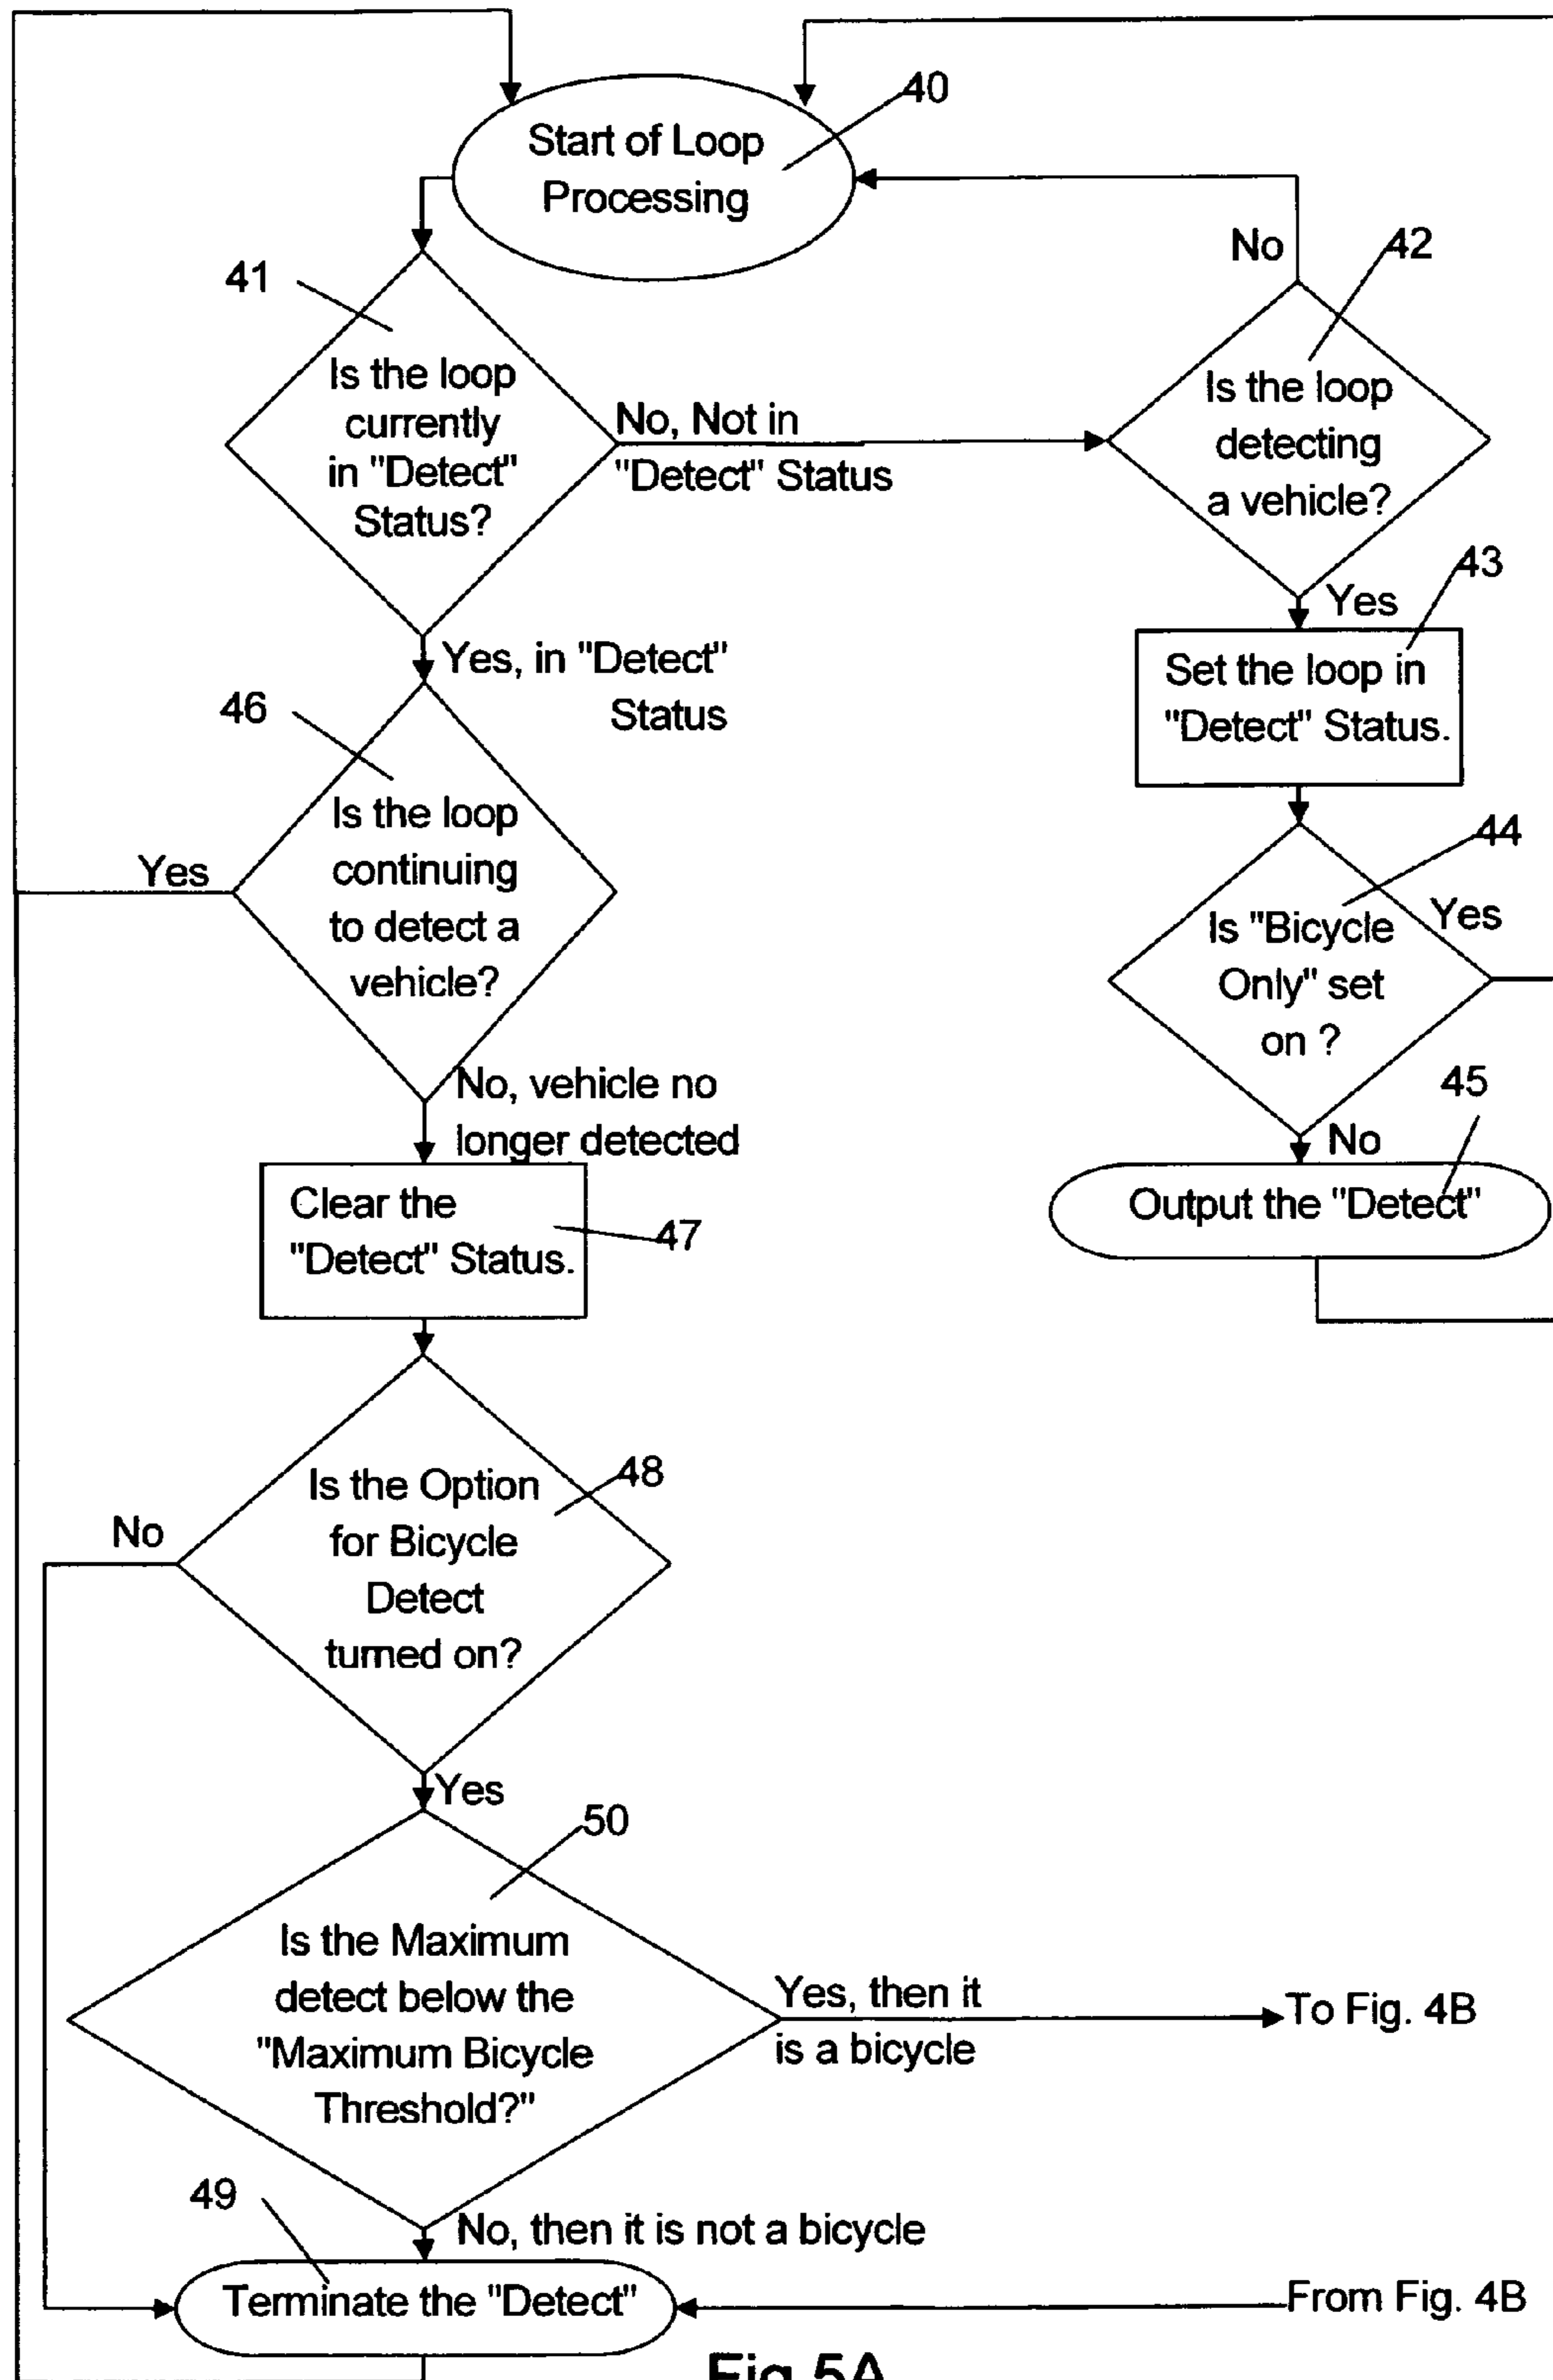 40
Start of Loop
Processing
41
Is the loop
currently
in "Detect"
Status?
No, Not in
"Detect" Status
No
42
Is the loop
detecting
a vehicle?
Yes
43
Set the loop in
"Detect" Status.
Yes, in "Detect"
Status
46
Is the loop
continuing
to detect a
vehicle?
Yes
44
Is "Bicycle
Only" set
on ?
Yes
No
45
Output the "Detect"
No, vehicle no
longer detected
Clear the
"Detect" Status.
47
48
Is the Option
for Bicycle
Detect
turned on?
No
Yes
50
Is the Maximum
detect below the
"Maximum Bicycle
Threshold?"
Yes, then it
is a bicycle
To Fig. 4B
No, then it is not a bicycle
49
Terminate the "Detect"
From Fig. 4B
Fig 5A